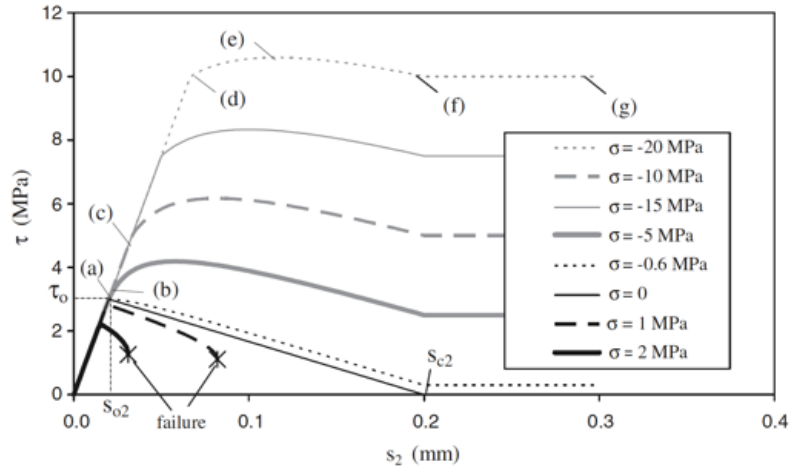 12
10
8
6
4
2
0
τ (MPa)
τo
(e)
(d)
(f)
(g)
(c)
(a)
(b)
σ = -20 MPa
σ = -10 MPa
σ = -15 MPa
σ = -5 MPa
σ = -0.6 MPa
σ = 0
σ = 1 MPa
σ = 2 MPa
sc2
so2
failure
0.0
0.1
0.2
0.3
0.4
s2 (mm)